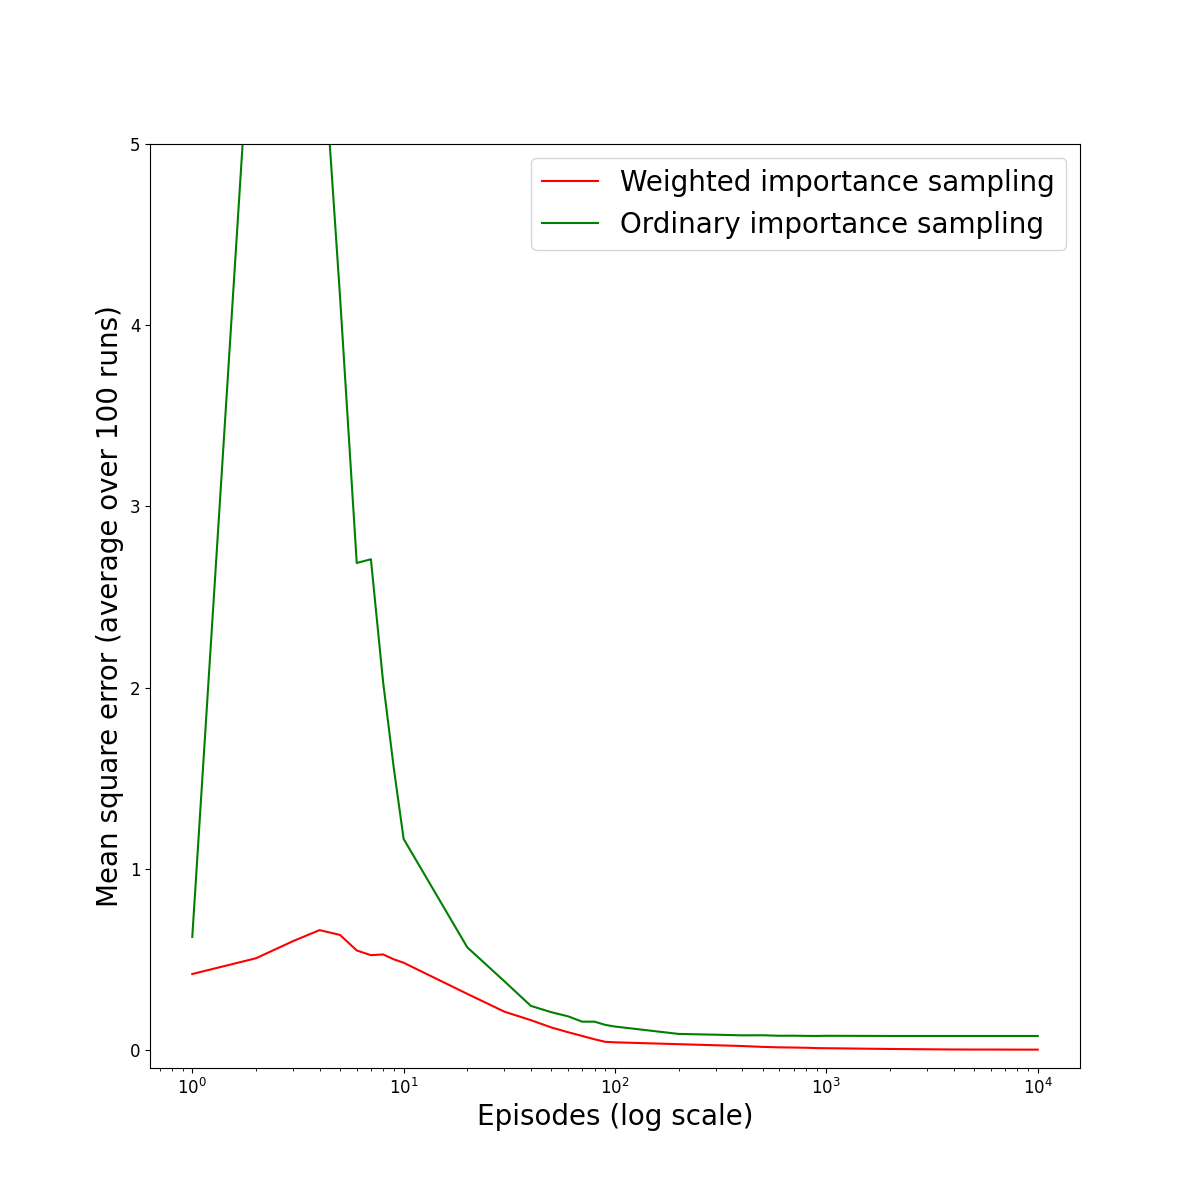 5
4
3
2
1
0
Mean square error (average over 100 runs)
Weighted importance sampling
Ordinary importance sampling
10⁰
10¹
10²
10³
10⁴
Episodes (log scale)